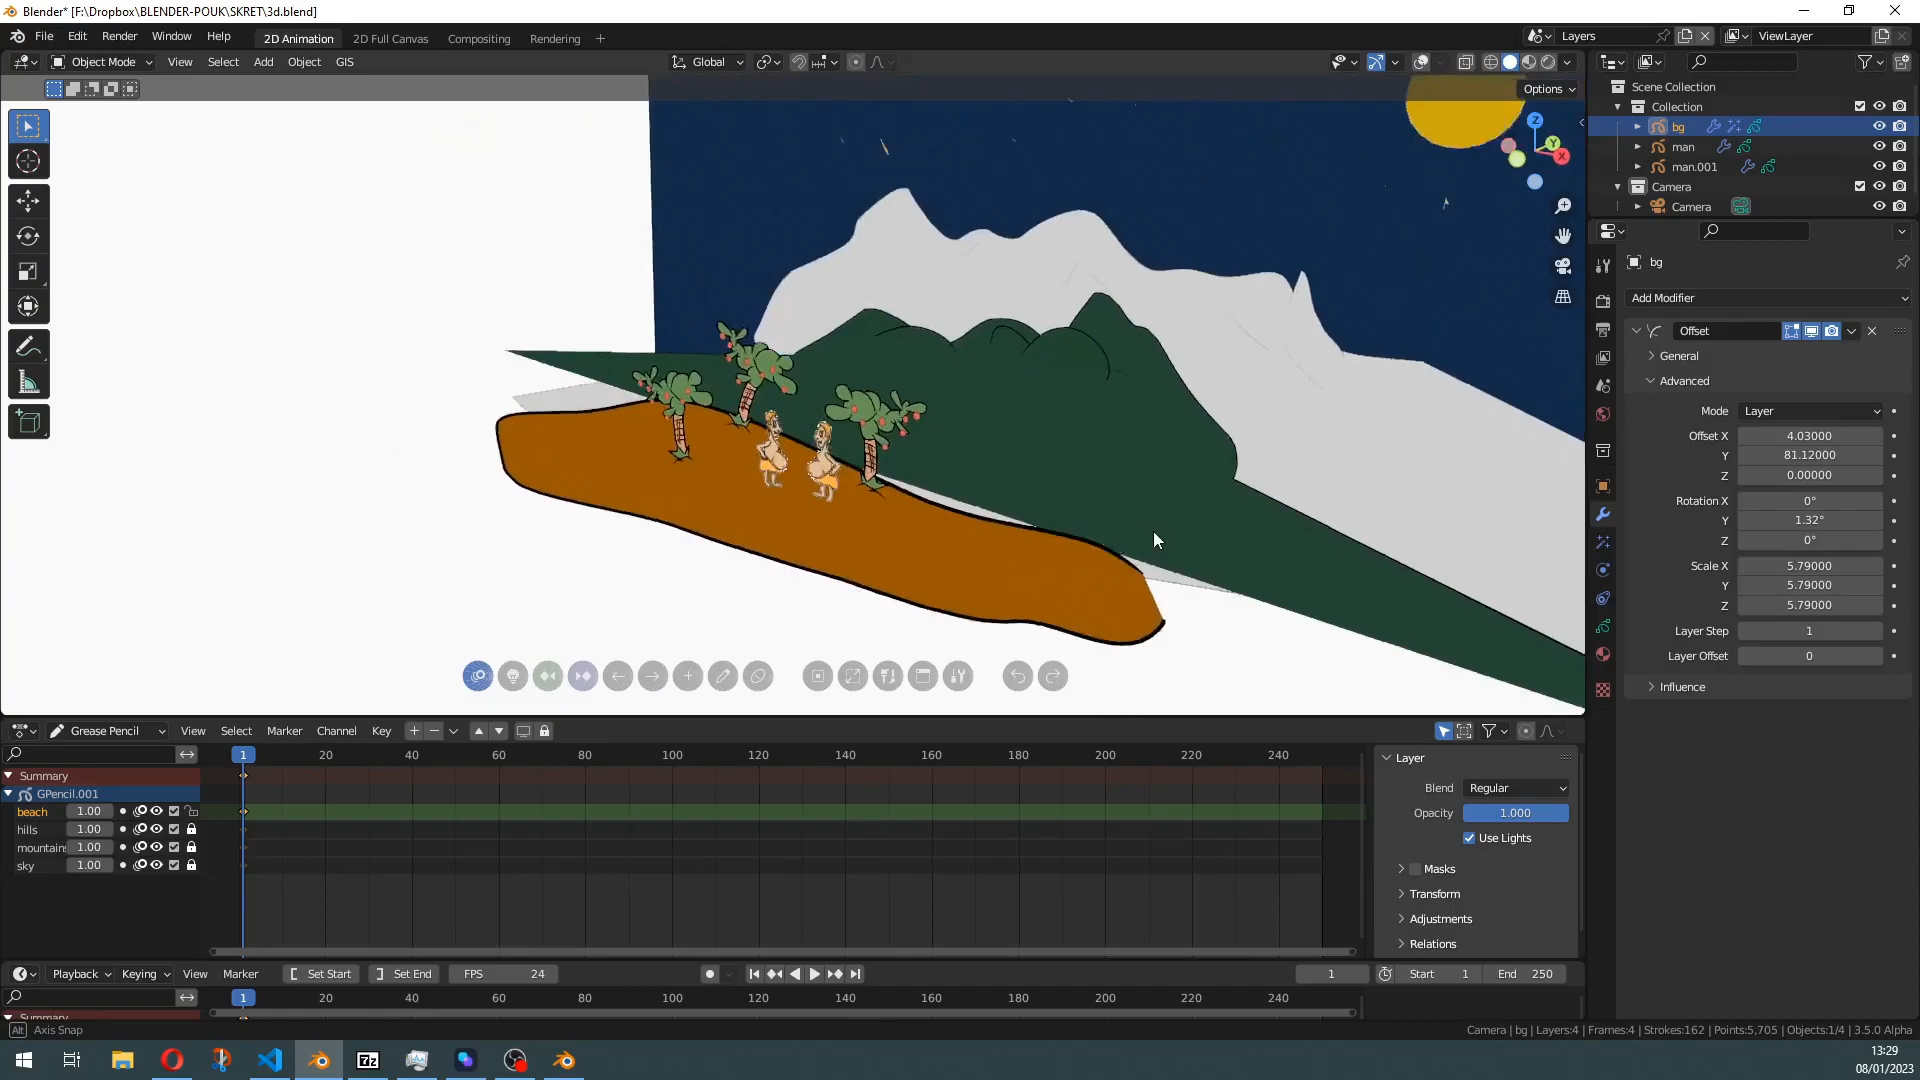 Blender* [F:\Dropbox\BLENDER-POUK\SKRET\3d.blend]
File Edit Render Window Help 2D Animation 2D Full Canvas Compositing Rendering + Layers ViewLayer
Object Mode View Select Add Object GIS Global
Options
Z
Y
X
Scene Collection
Collection
bg
man
man.001
Camera
Camera
bg
Add Modifier
Offset
General
Advanced
Mode Layer
Offset X 4.03000
Y 81.12000
Z 0.00000
Rotation X 0°
Y 1.32°
Z 0°
Scale X 5.79000
Y 5.79000
Z 5.79000
Layer Step 1
Layer Offset 0
Influence
Grease Pencil View Select Marker Channel Key
1 20 40 60 80 100 120 140 160 180 200 220 240
Summary
GPencil.001
beach 1.00
hills 1.00
mountains 1.00
sky 1.00
Layer
Blend Regular
Opacity 1.000
Use Lights
Masks
Transform
Adjustments
Relations
Playback Keying View Marker [ Set Start ] Set End FPS 24 1 Start 1 End 250
1 20 40 60 80 100 120 140 160 180 200 220 240
Summary
Alt Axis Snap
Camera | bg | Layers:4 | Frames:4 | Strokes:162 | Points:5,705 | Objects:1/4 | 3.5.0 Alpha
7z
13:29
08/01/2023